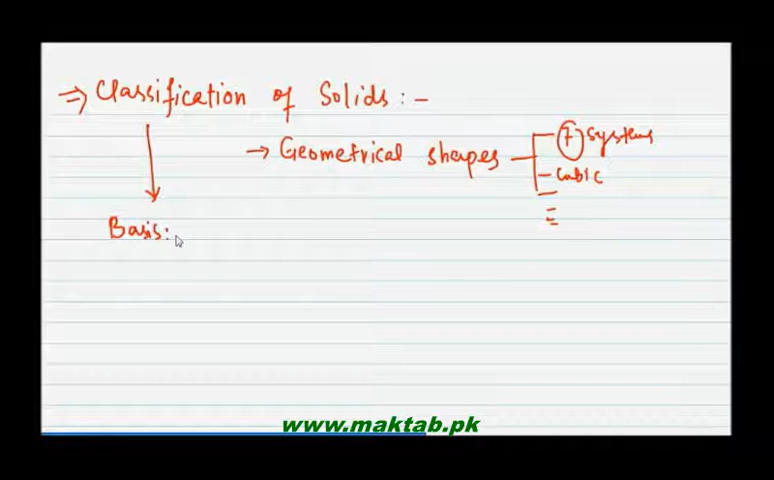 ⇒ Classification of Solids: -
→ Geometrical shapes
7 systems
- Cubic
Basis:
www.maktab.pk